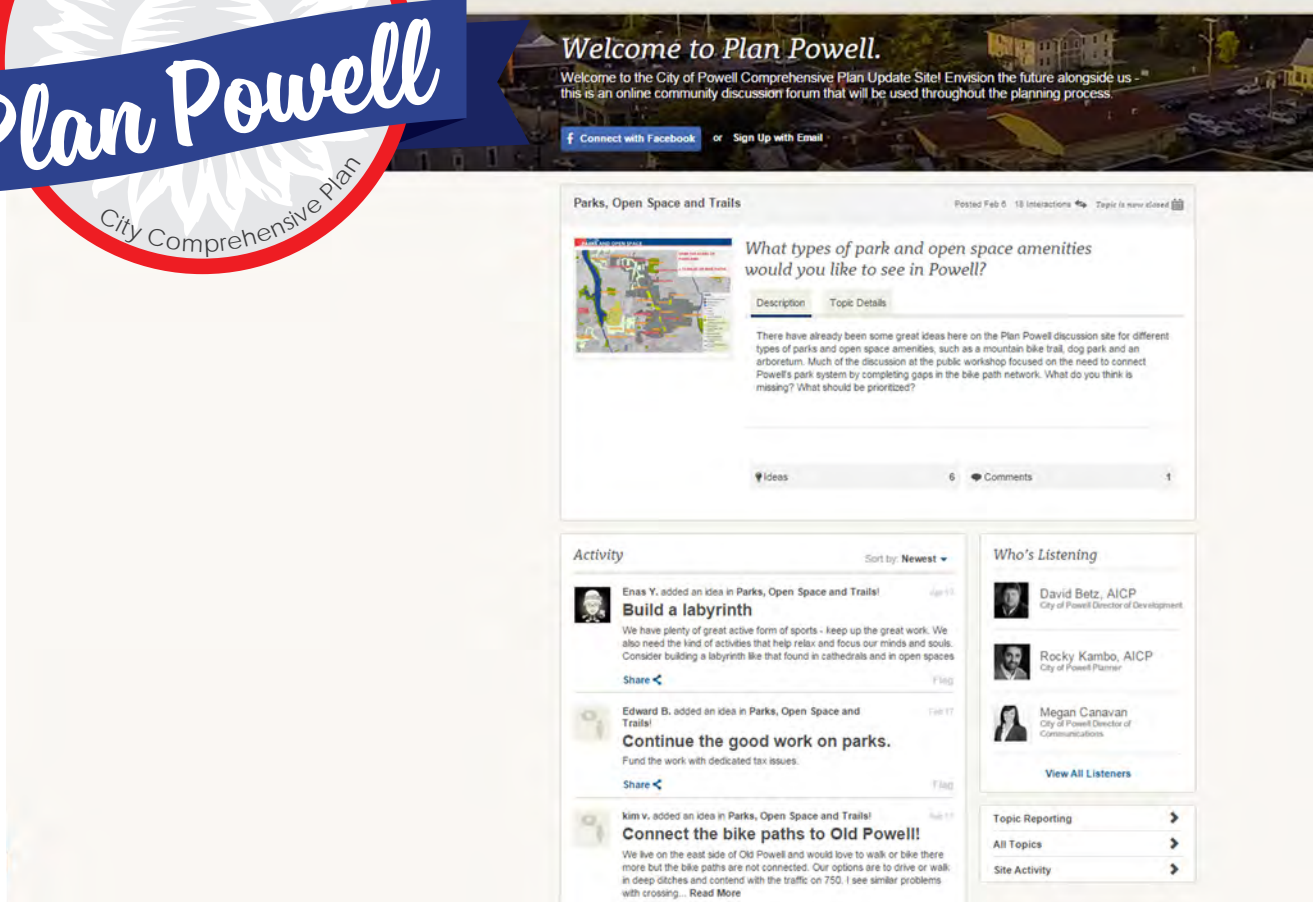 Plan Powell
City Comprehensive Plan
Welcome to Plan Powell.
Welcome to the City of Powell Comprehensive Plan Update Site! Envision the future alongside us -
this is an online community discussion forum that will be used throughout the planning process.
f Connect with Facebook or Sign Up with Email
Parks, Open Space and Trails
Posted Feb 6 18 Interactions Topic is now closed
PARKS AND OPEN SPACE
What types of park and open space amenities
would you like to see in Powell?
Description Topic Details
There have already been some great ideas here on the Plan Powell discussion site for different
types of parks and open space amenities, such as a mountain bike trail, dog park and an
arboretum. Much of the discussion at the public workshop focused on the need to connect
Powell's park system by completing gaps in the bike path network. What do you think is
missing? What should be prioritized?
Ideas 6 Comments 1
Activity
Sort by: Newest
Enas Y. added an idea in Parks, Open Space and Trails!
Build a labyrinth
We have plenty of great active form of sports - keep up the great work. We
also need the kind of activities that help relax and focus our minds and souls.
Consider building a labyrinth like that found in cathedrals and in open spaces
Share Flag
Edward B. added an idea in Parks, Open Space and
Trails!
Feb 17
Continue the good work on parks.
Fund the work with dedicated tax issues.
Share Flag
kim v. added an idea in Parks, Open Space and Trails!
Connect the bike paths to Old Powell!
We live on the east side of Old Powell and would love to walk or bike there
more but the bike paths are not connected. Our options are to drive or walk
in deep ditches and contend with the traffic on 750. I see similar problems
with crossing... Read More
Who's Listening
David Betz, AICP
City of Powell Director of Development
Rocky Kambo, AICP
City of Powell Planner
Megan Canavan
City of Powell Director of
Communications
View All Listeners
Topic Reporting
All Topics
Site Activity